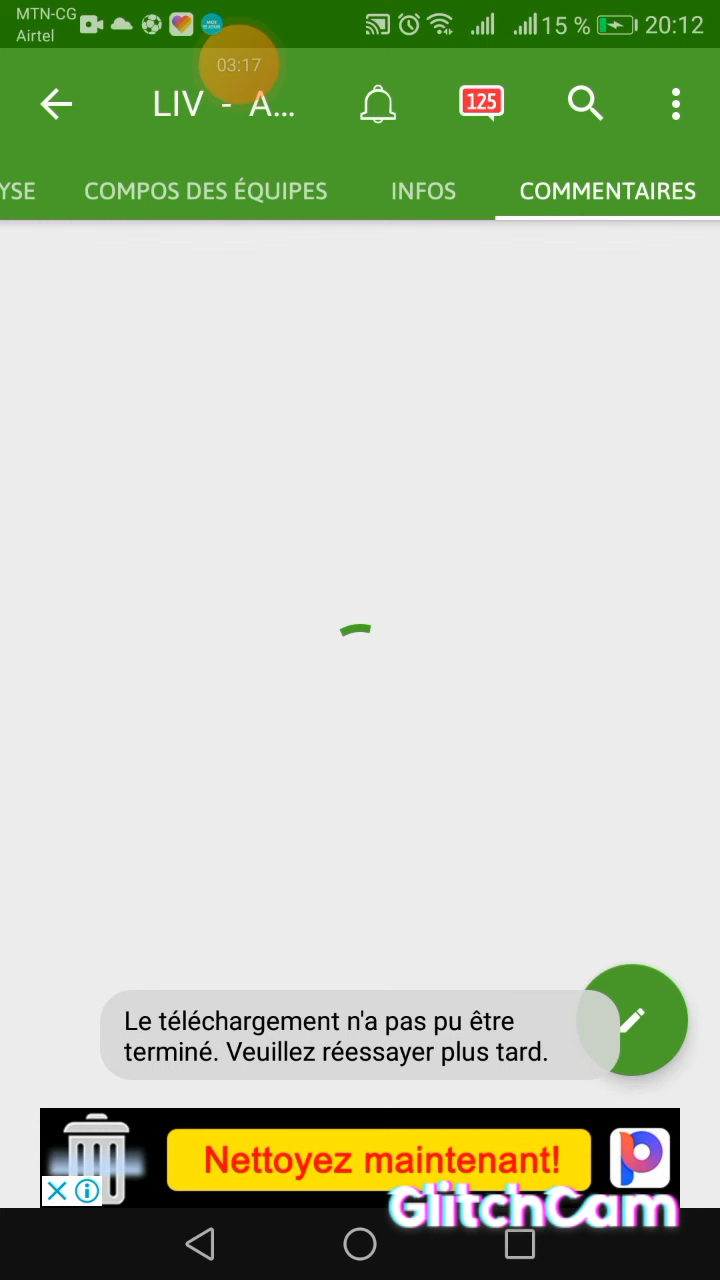 MTN-CG
Airtel
15 %
20:12
03:17
LIV - A...
125
YSE
COMPOS DES ÉQUIPES
INFOS
COMMENTAIRES
Le téléchargement n'a pas pu être
terminé. Veuillez réessayer plus tard.
Nettoyez maintenant!
GlitchCam